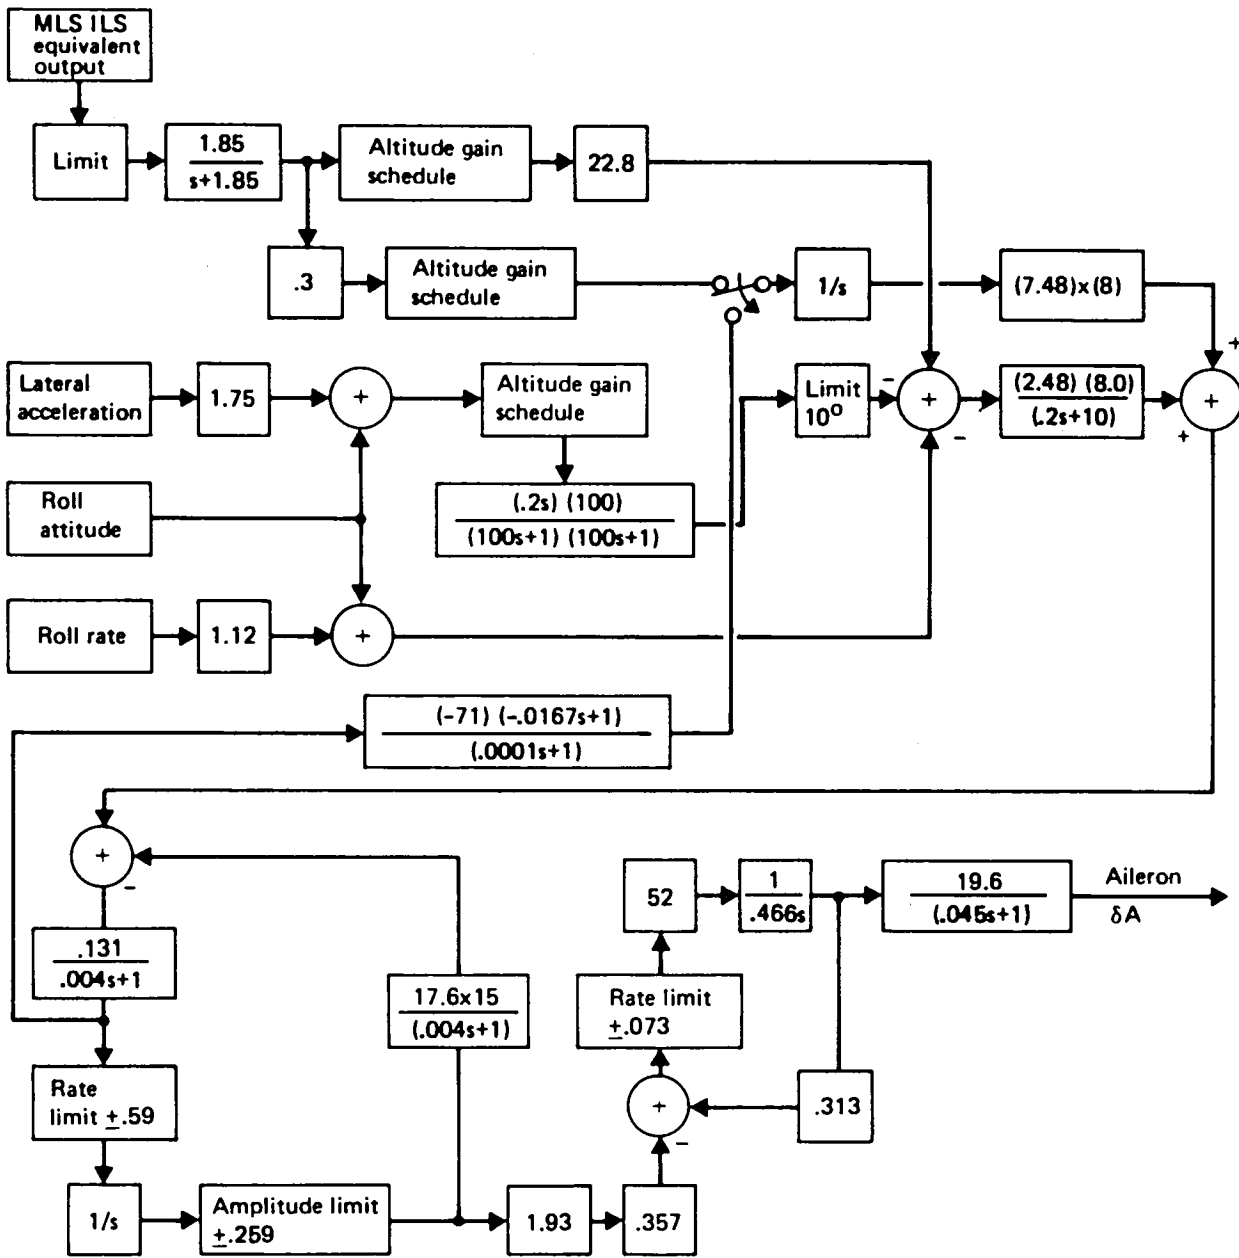 MLS ILS
equivalent
output
Limit
1.85
s+1.85
Altitude gain
schedule
22.8
.3
Altitude gain
schedule
1/s
(7.48)x(8)
+
Lateral
acceleration
1.75
+
Altitude gain
schedule
Limit
10°
−
+
−
(2.48) (8.0)
(.2s+10)
+
+
Roll
attitude
(.2s) (100)
(100s+1) (100s+1)
Roll rate
1.12
+
(-71) (-.0167s+1)
(.0001s+1)
+
−
.131
.004s+1
17.6x15
(.004s+1)
52
1
.466s
19.6
(.045s+1)
Aileron
δA
Rate limit
±.073
Rate
limit ±.59
+
−
.313
1/s
Amplitude limit
±.259
1.93
.357